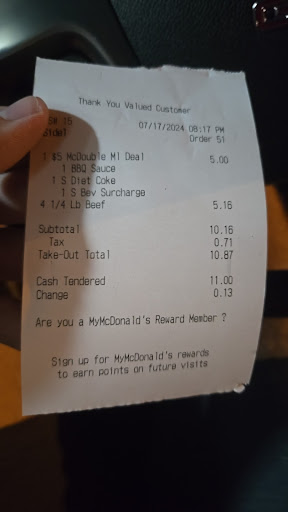 Thank You Valued Customer
KS# 15 07/17/2024 08:17 PM
Side1 Order 51
1 $5 McDouble Ml Deal 5.00
1 BBQ Sauce
1 S Diet Coke
1 S Bev Surcharge
4 1/4 Lb Beef 5.16
Subtotal 10.16
Tax 0.71
Take-Out Total 10.87
Cash Tendered 11.00
Change 0.13
Are you a MyMcDonald's Reward Member ?
Sign up for MyMcDonald's rewards
to earn points on future visits